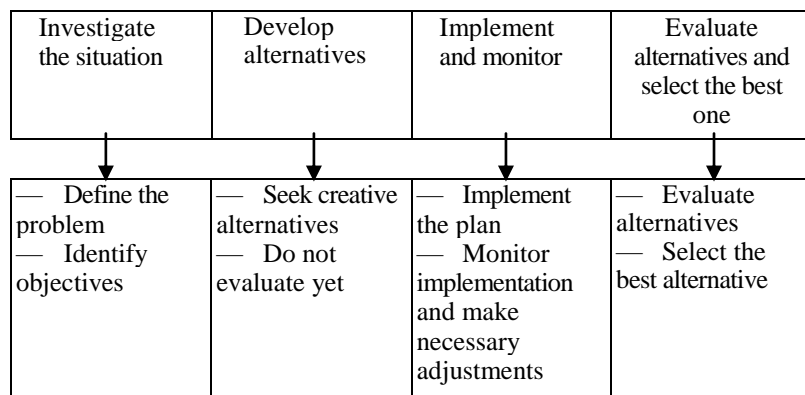 Investigate
the situation
Develop
alternatives
Implement
and monitor
Evaluate
alternatives and
select the best
one
— Define the
problem
— Identify
objectives
— Seek creative
alternatives
— Do not
evaluate yet
— Implement
the plan
— Monitor
implementation
and make
necessary
adjustments
— Evaluate
alternatives
— Select the
best alternative